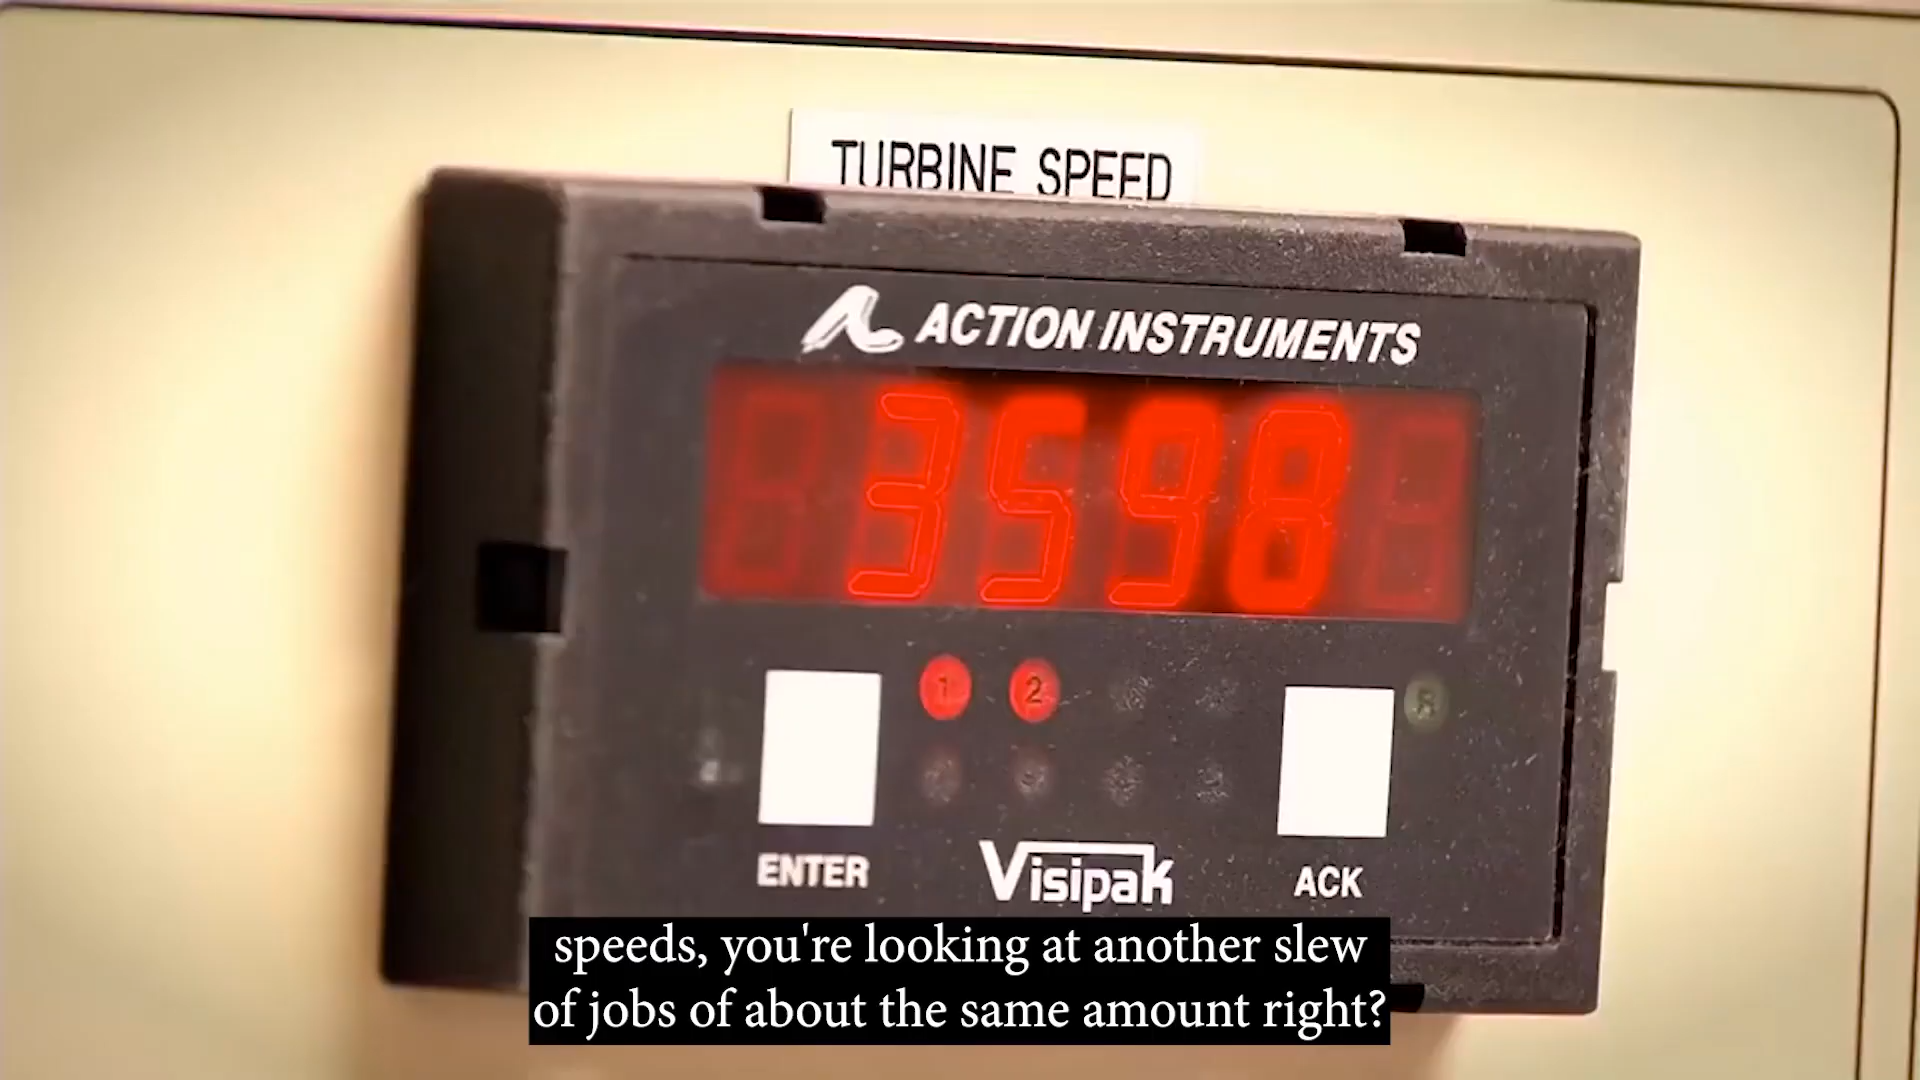 TURBINE SPEED
ACTION INSTRUMENTS
3598
1 2
R
ENTER
Visipak
ACK
speeds, you're looking at another slew
of jobs of about the same amount right?